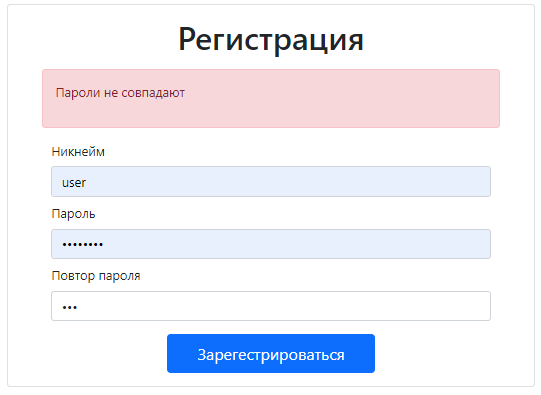 Регистрация
Пароли не совпадают
Никнейм
user
Пароль
••••••••
Повтор пароля
•••
Зарегестрироваться